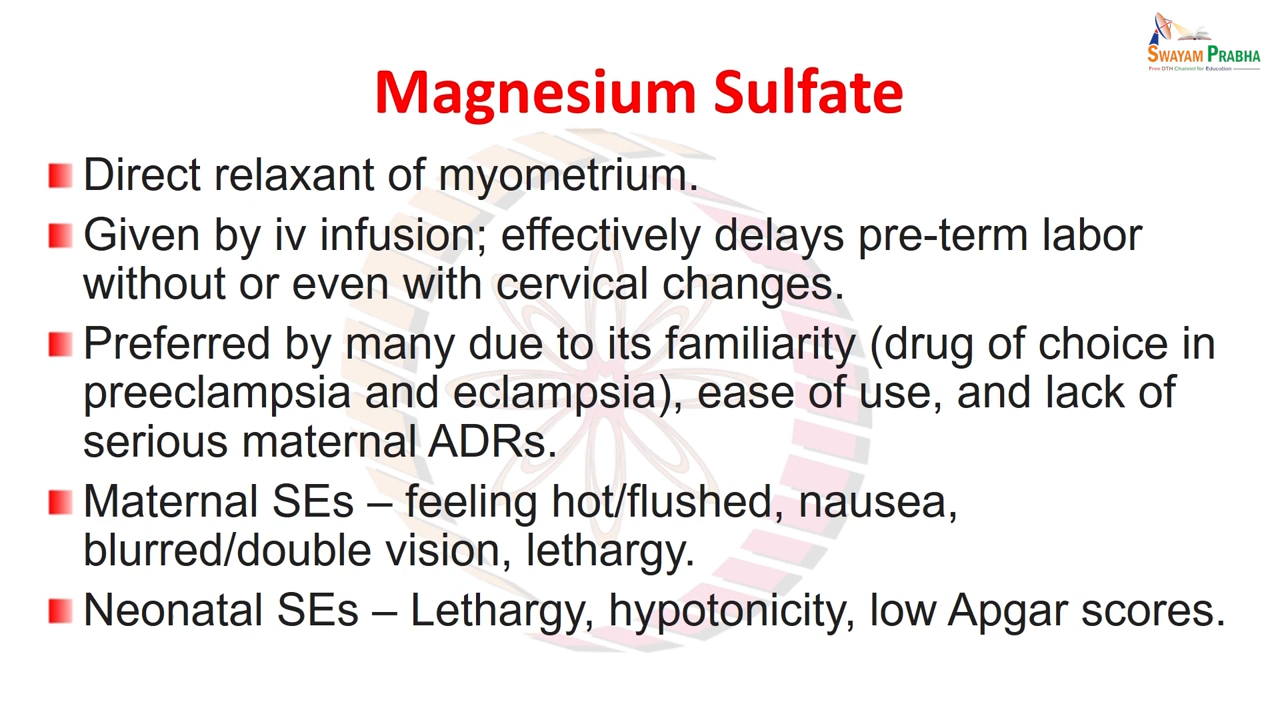 SWAYAM PRABHA
Free DTH Channel for Education
Magnesium Sulfate
Direct relaxant of myometrium.
Given by iv infusion; effectively delays pre-term labor
without or even with cervical changes.
Preferred by many due to its familiarity (drug of choice in
preeclampsia and eclampsia), ease of use, and lack of
serious maternal ADRs.
Maternal SEs – feeling hot/flushed, nausea,
blurred/double vision, lethargy.
Neonatal SEs – Lethargy, hypotonicity, low Apgar scores.